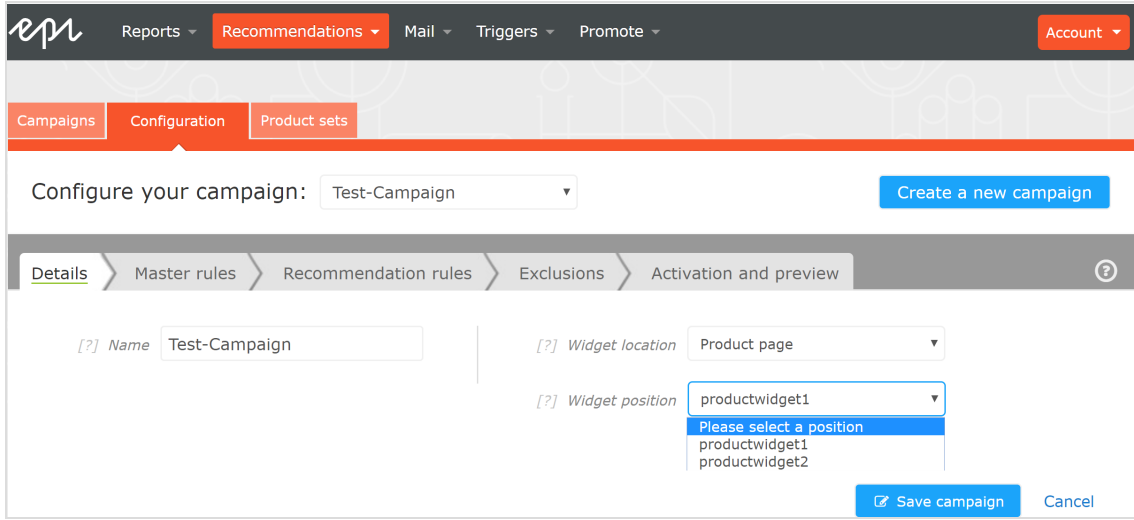 epi Reports Recommendations Mail Triggers Promote Account
Campaigns Configuration Product sets
Configure your campaign: Test-Campaign Create a new campaign
Details Master rules Recommendation rules Exclusions Activation and preview ?
[?] Name Test-Campaign [?] Widget location Product page
[?] Widget position productwidget1
Please select a position
productwidget1
productwidget2
Save campaign Cancel